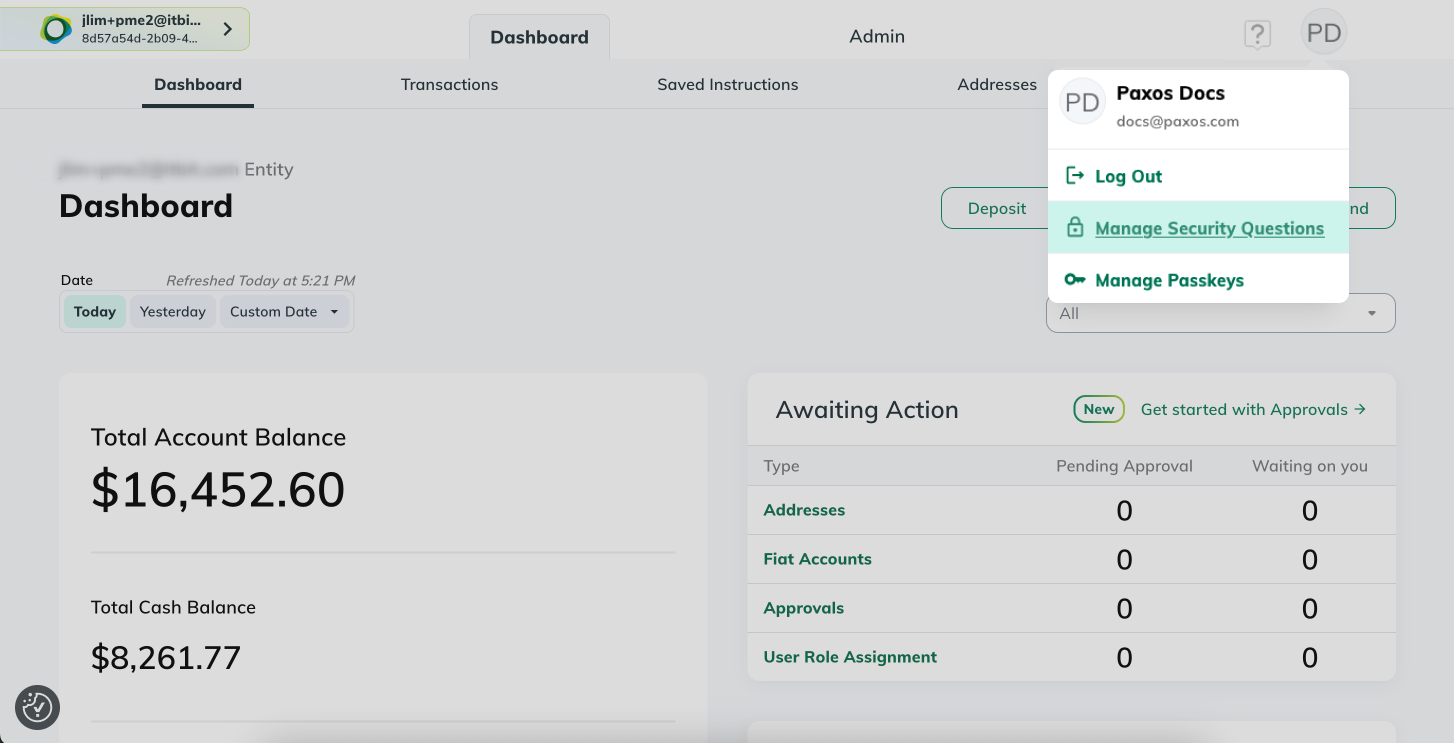 jlim+pme2@itbi...
8d57a54d-2b09-4...
Dashboard
Admin
?
PD
Dashboard
Transactions
Saved Instructions
Addresses
PD
Paxos Docs
docs@paxos.com
Log Out
Manage Security Questions
Manage Passkeys
Entity
Dashboard
Deposit
nd
Date
Refreshed Today at 5:21 PM
Today
Yesterday
Custom Date
All
Total Account Balance
$16,452.60
Total Cash Balance
$8,261.77
Awaiting Action
New
Get started with Approvals →
Type Pending Approval Waiting on you
Addresses 0 0
Fiat Accounts 0 0
Approvals 0 0
User Role Assignment 0 0